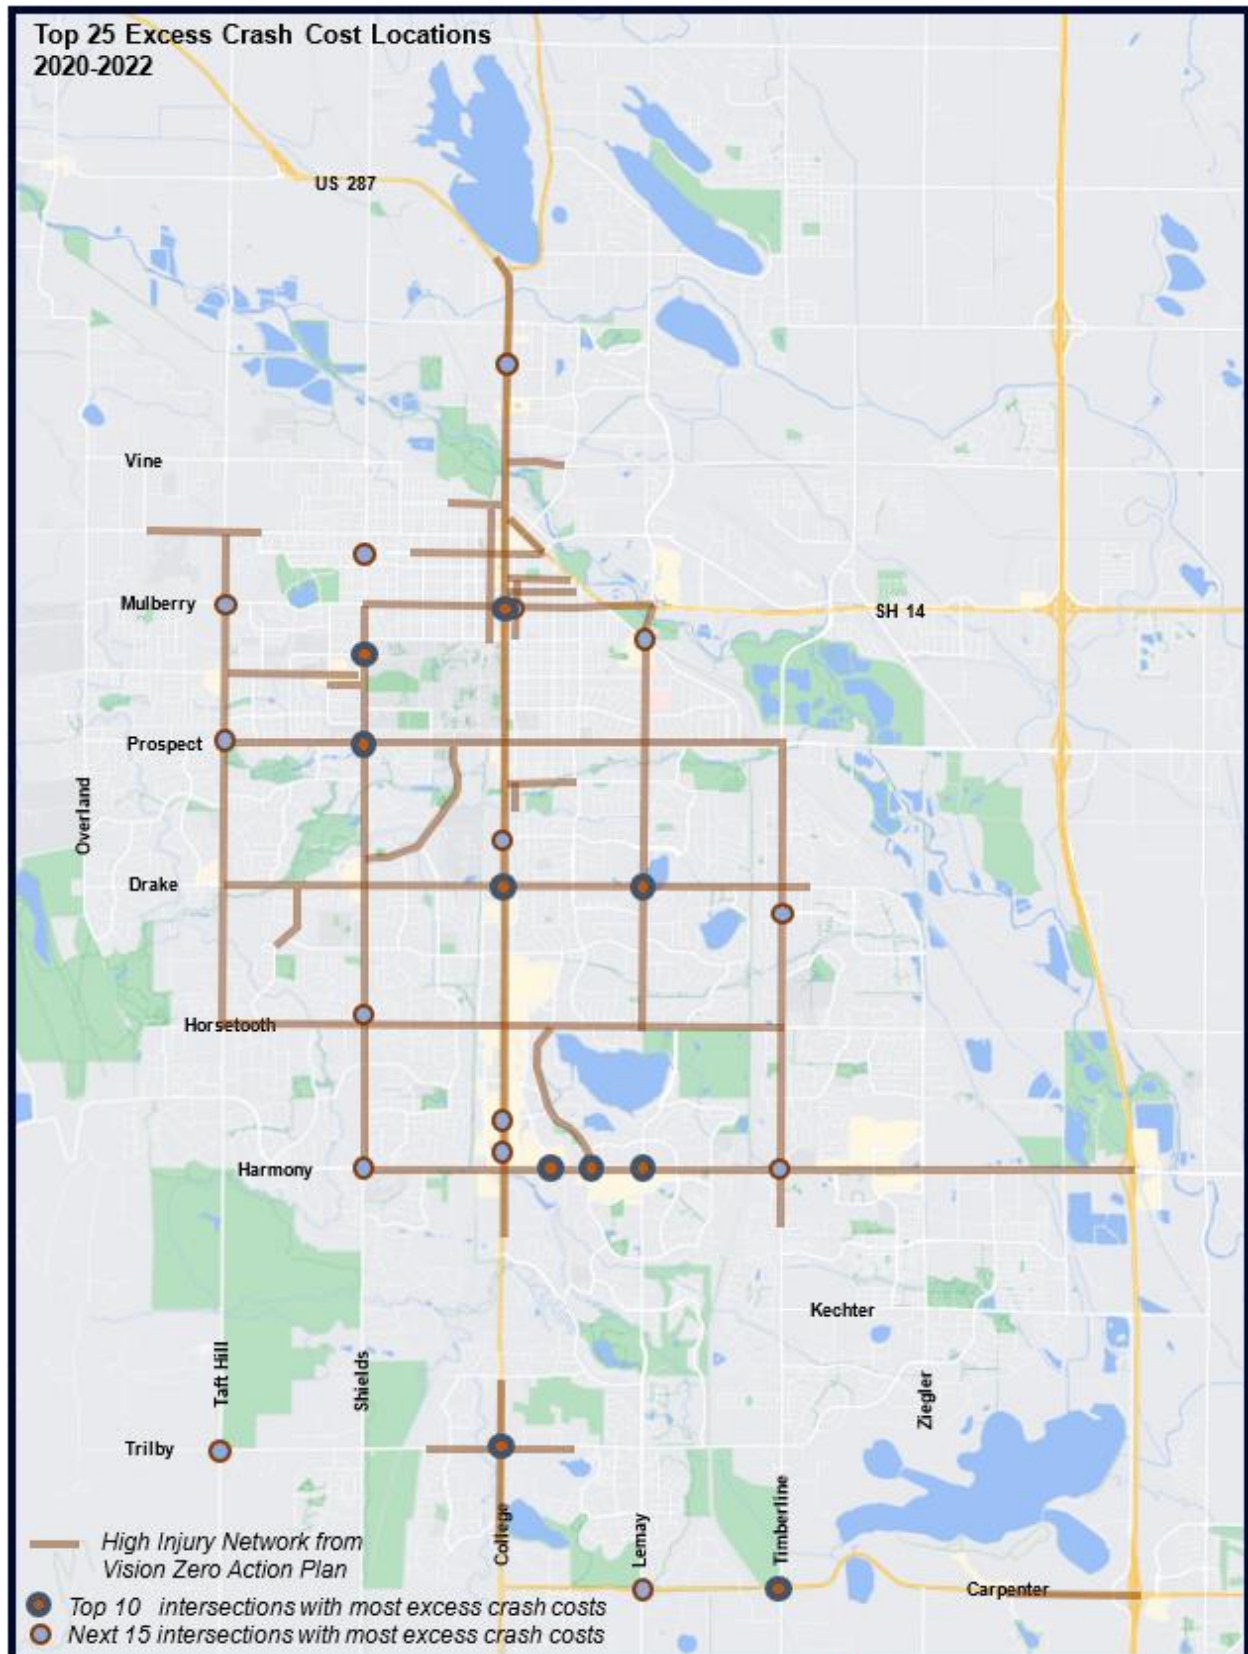 Top 25 Excess Crash Cost Locations
2020-2022
US 287
Vine
Mulberry
SH 14
Prospect
Overland
Drake
Horsetooth
Harmony
Kechter
Taft Hill
Shields
Ziegler
Trilby
College
Lemay
Timberline
Carpenter
High Injury Network from
Vision Zero Action Plan
Top 10 intersections with most excess crash costs
Next 15 intersections with most excess crash costs